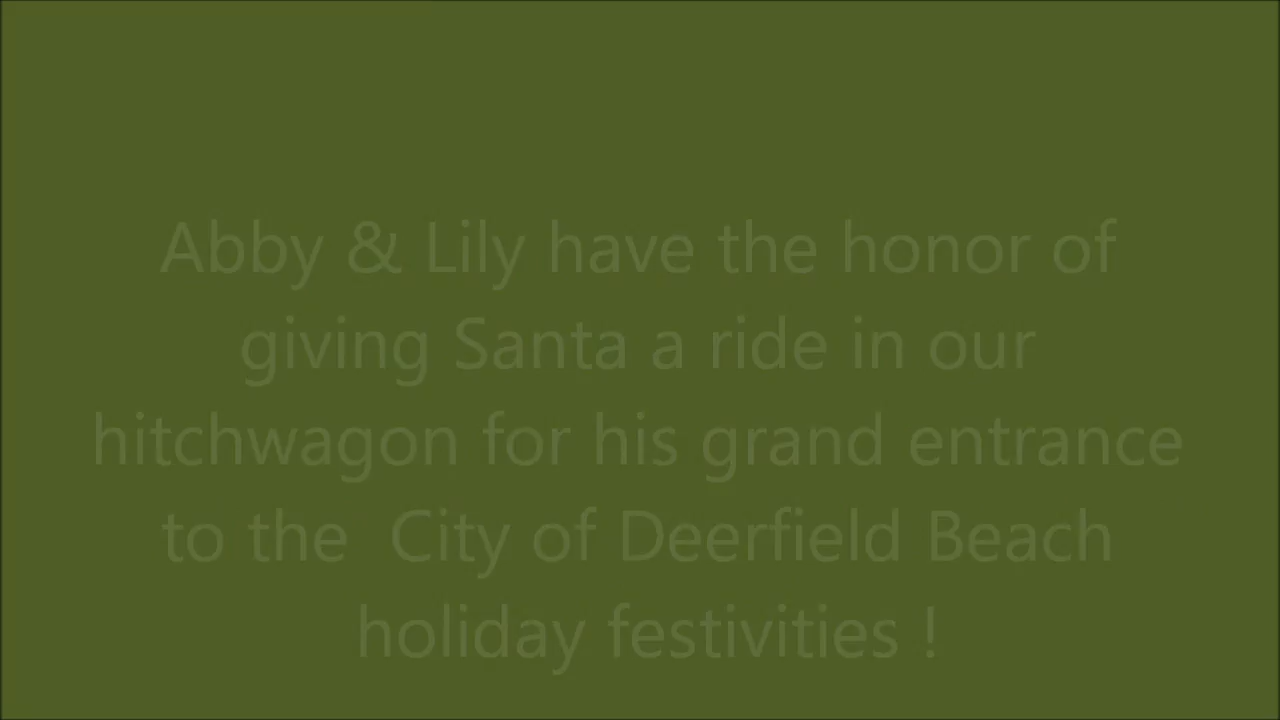 Abby & Lily have the honor of
giving Santa a ride in our
hitchwagon for his grand entrance
to the  City of Deerfield Beach
holiday festivities !